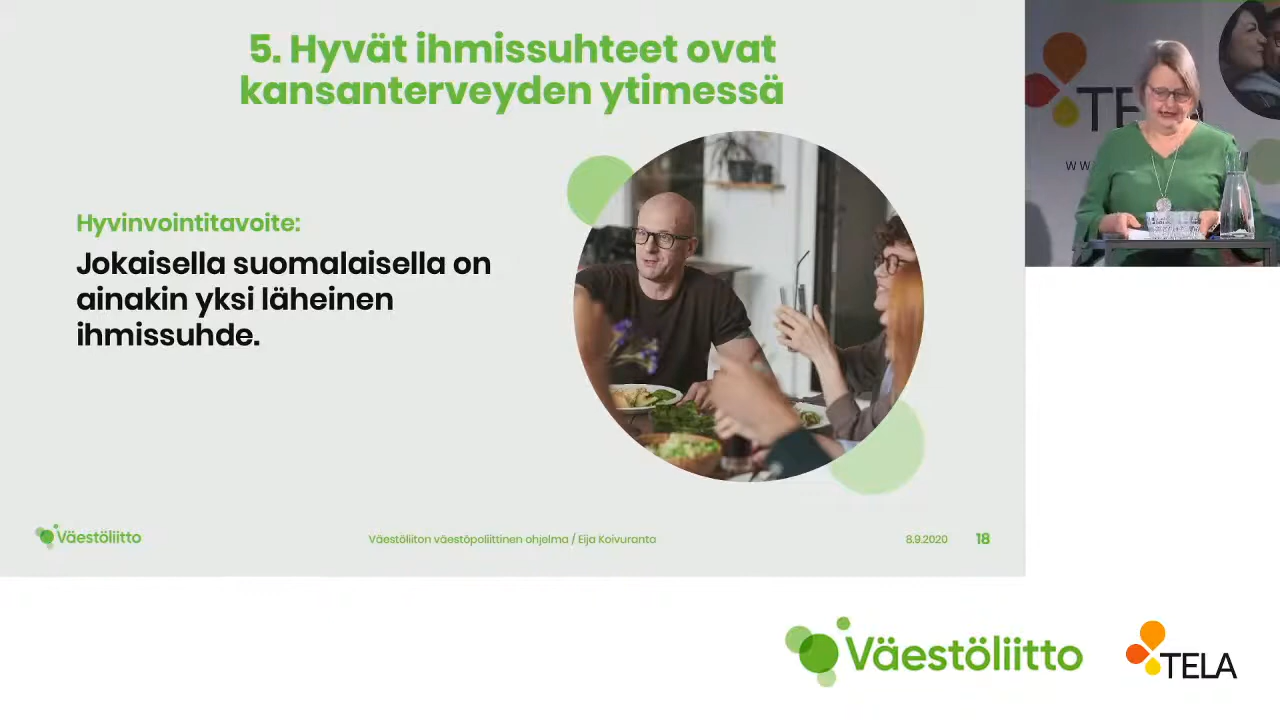 5. Hyvät ihmissuhteet ovat
kansanterveyden ytimessä
Hyvinvointitavoite:
Jokaisella suomalaisella on
ainakin yksi läheinen
ihmissuhde.
Väestöliitto
Väestöliiton väestöpoliittinen ohjelma / Eija Koivuranta
8.9.2020
18
Väestöliitto
TELA